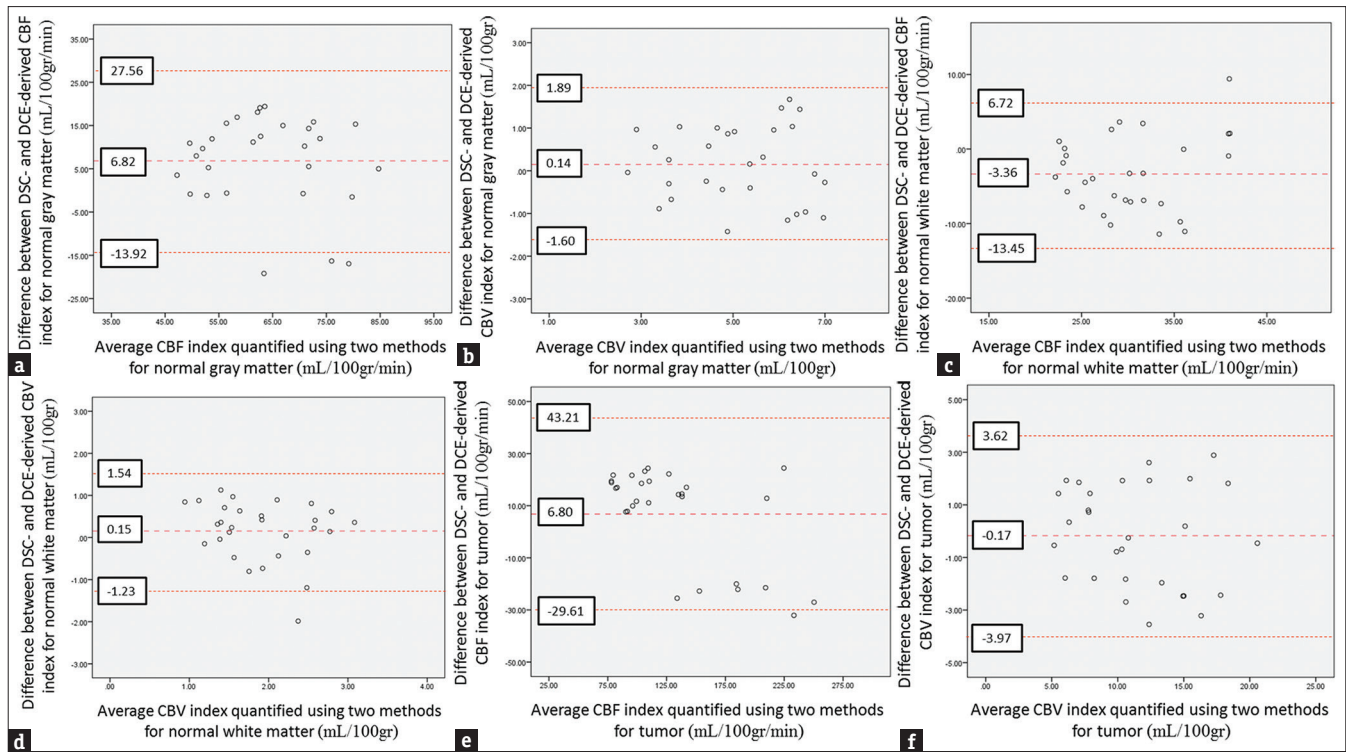 a
Difference between DSC- and DCE-derived CBF
index for normal gray matter (mL/100gr/min)
35.00
25.00
15.00
5.00
-5.00
-15.00
-25.00
27.56
6.82
-13.92
35.00 45.00 55.00 65.00 75.00 85.00 95.00
Average CBF index quantified using two methods
for normal gray matter (mL/100gr/min)
b
Difference between DSC- and DCE-derived
CBV index for normal gray matter (mL/100gr)
3.00
2.00
1.00
.00
-1.00
-2.00
-3.00
1.89
0.14
-1.60
1.00 3.00 5.00 7.00
Average CBV index quantified using two methods
for normal gray matter (mL/100gr)
c
Difference between DSC- and DCE-derived CBF
index for normal white matter (mL/100gr/min)
10.00
.00
-10.00
-20.00
6.72
-3.36
-13.45
15.00 25.00 35.00 45.00
Average CBF index quantified using two methods
for normal white matter (mL/100gr/min)
d
Difference between DSC- and DCE-derived CBV
index for normal white matter (mL/100gr)
3.00
2.00
1.00
.00
-1.00
-2.00
-3.00
1.54
0.15
-1.23
.00 1.00 2.00 3.00 4.00
Average CBV index quantified using two methods
for normal white matter (mL/100gr)
e
Difference between DSC- and DCE-derived
CBF index for tumor (mL/100gr/min)
50.00
30.00
10.00
-10.00
-30.00
-50.00
43.21
6.80
-29.61
25.00 75.00 125.00 175.00 225.00 275.00
Average CBF index quantified using two methods
for tumor (mL/100gr/min)
f
Difference between DSC- and DCE-derived
CBV index for tumor (mL/100gr)
5.00
3.00
1.00
-1.00
-3.00
-5.00
3.62
-0.17
-3.97
.00 5.00 10.00 15.00 20.00 25.00
Average CBV index quantified using two methods
for tumor (mL/100gr)